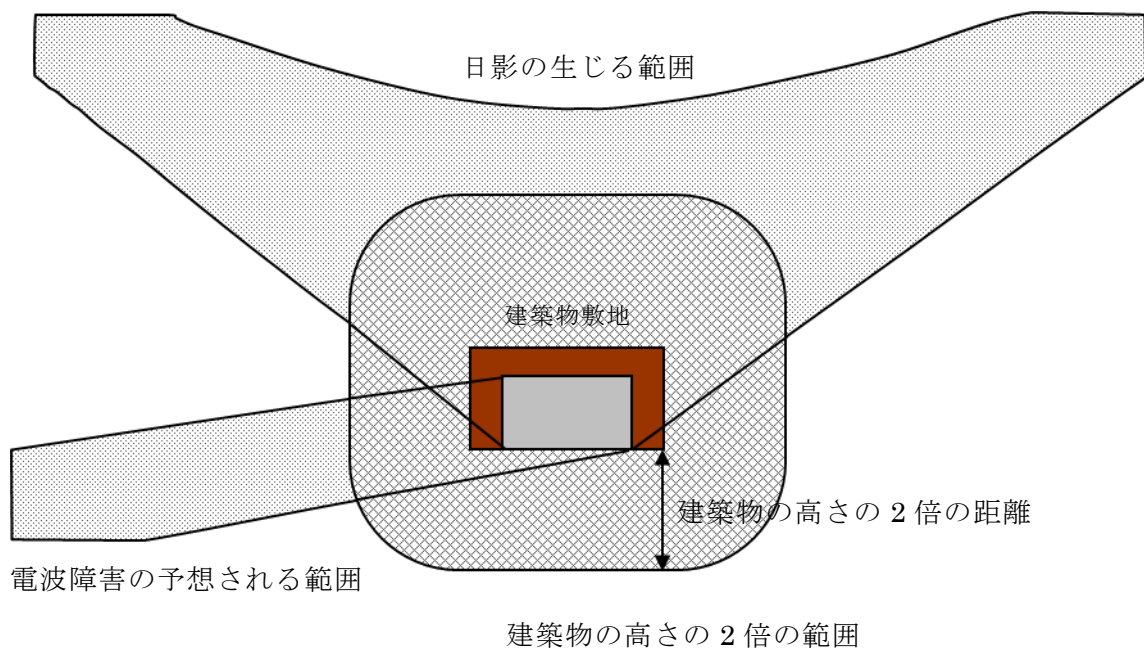 日影の生じる範囲
建築物敷地
建築物の高さの 2 倍の距離
電波障害の予想される範囲
建築物の高さの 2 倍の範囲